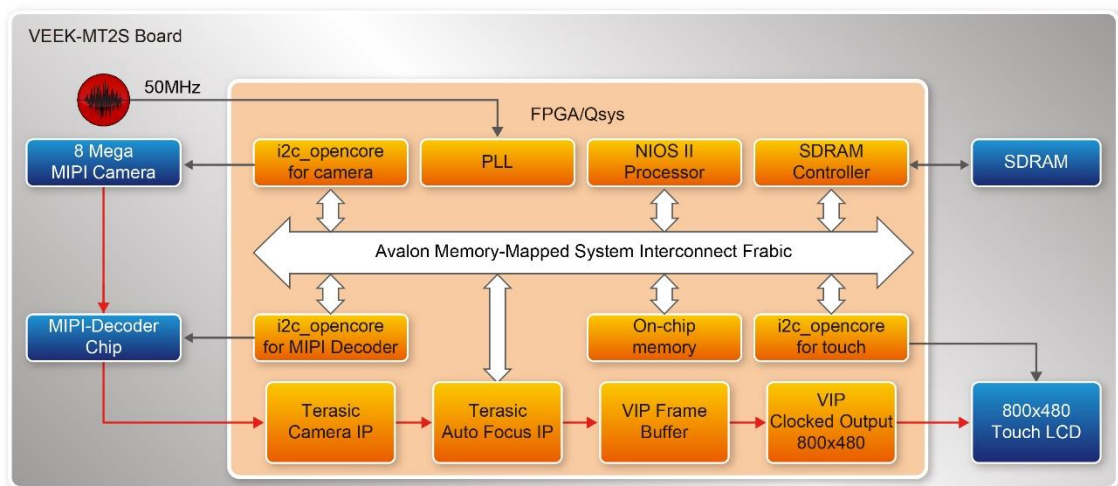 VEEK-MT2S Board
50MHz
FPGA/Qsys
8 Mega
MIPI Camera
i2c_opencore
for camera
PLL
NIOS II
Processor
SDRAM
Controller
SDRAM
Avalon Memory-Mapped System Interconnect Frabic
MIPI-Decoder
Chip
i2c_opencore
for MIPI Decoder
On-chip
memory
i2c_opencore
for touch
Terasic
Camera IP
Terasic
Auto Focus IP
VIP Frame
Buffer
VIP
Clocked Output
800x480
800x480
Touch LCD